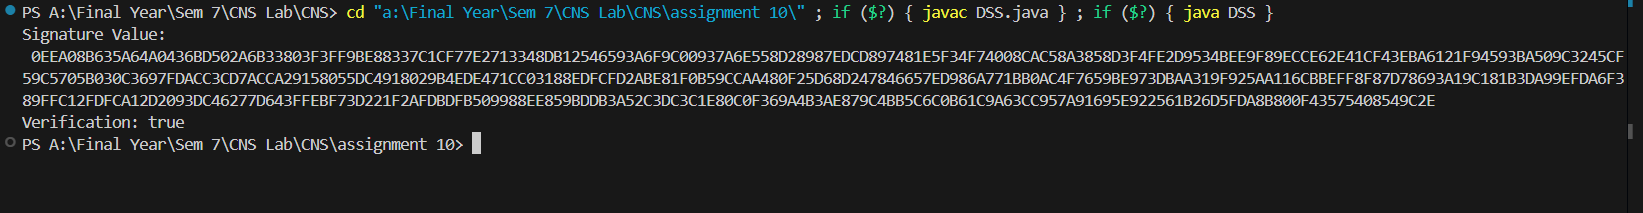 PS A:\Final Year\Sem 7\CNS Lab\CNS> cd "a:\Final Year\Sem 7\CNS Lab\CNS\assignment 10\" ; if ($?) { javac DSS.java } ; if ($?) { java DSS }
Signature Value:
0EEA08B635A64A0436BD502A6B33803F3FF9BE88337C1CF77E2713348DB12546593A6F9C00937A6E558D28987EDCD897481E5F34F74008CAC58A3858D3F4FE2D9534BEE9F89ECCE62E41CF43EBA6121F94593BA509C3245CF
59C5705B030C3697FDACC3CD7ACCA29158055DC4918029B4EDE471CC03188EDFCFD2ABE81F0B59CCAA480F25D68D247846657ED986A771BB0AC4F7659BE973DBAA319F925AA116CBBEFF8F87D78693A19C181B3DA99EFDA6F3
89FFC12FDFCA12D2093DC46277D643FFEBF73D221F2AFDBDFB509988EE859BDDB3A52C3DC3C1E80C0F369A4B3AE879C4BB5C6C0B61C9A63CC957A91695E922561B26D5FDA8B800F43575408549C2E
Verification: true
PS A:\Final Year\Sem 7\CNS Lab\CNS\assignment 10>